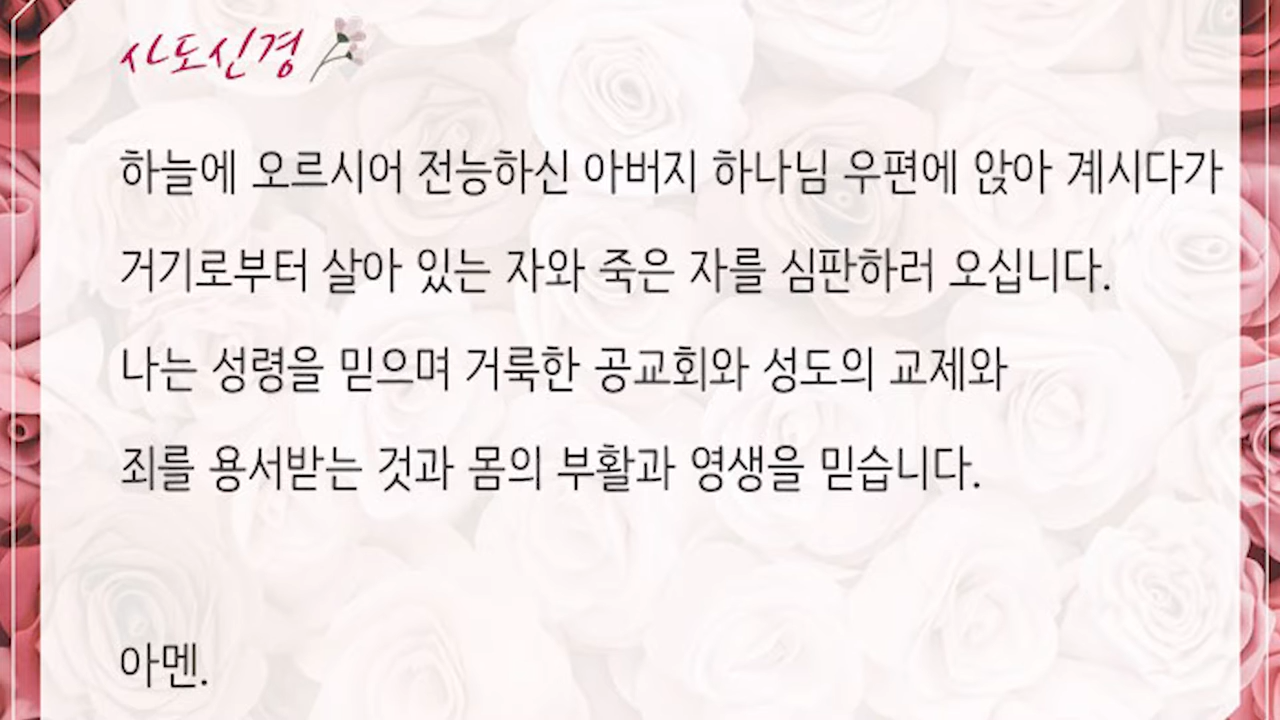 사도신경
하늘에 오르시어 전능하신 아버지 하나님 우편에 앉아 계시다가
거기로부터 살아 있는 자와 죽은 자를 심판하러 오십니다.
나는 성령을 믿으며 거룩한 공교회와 성도의 교제와
죄를 용서받는 것과 몸의 부활과 영생을 믿습니다.
아멘.